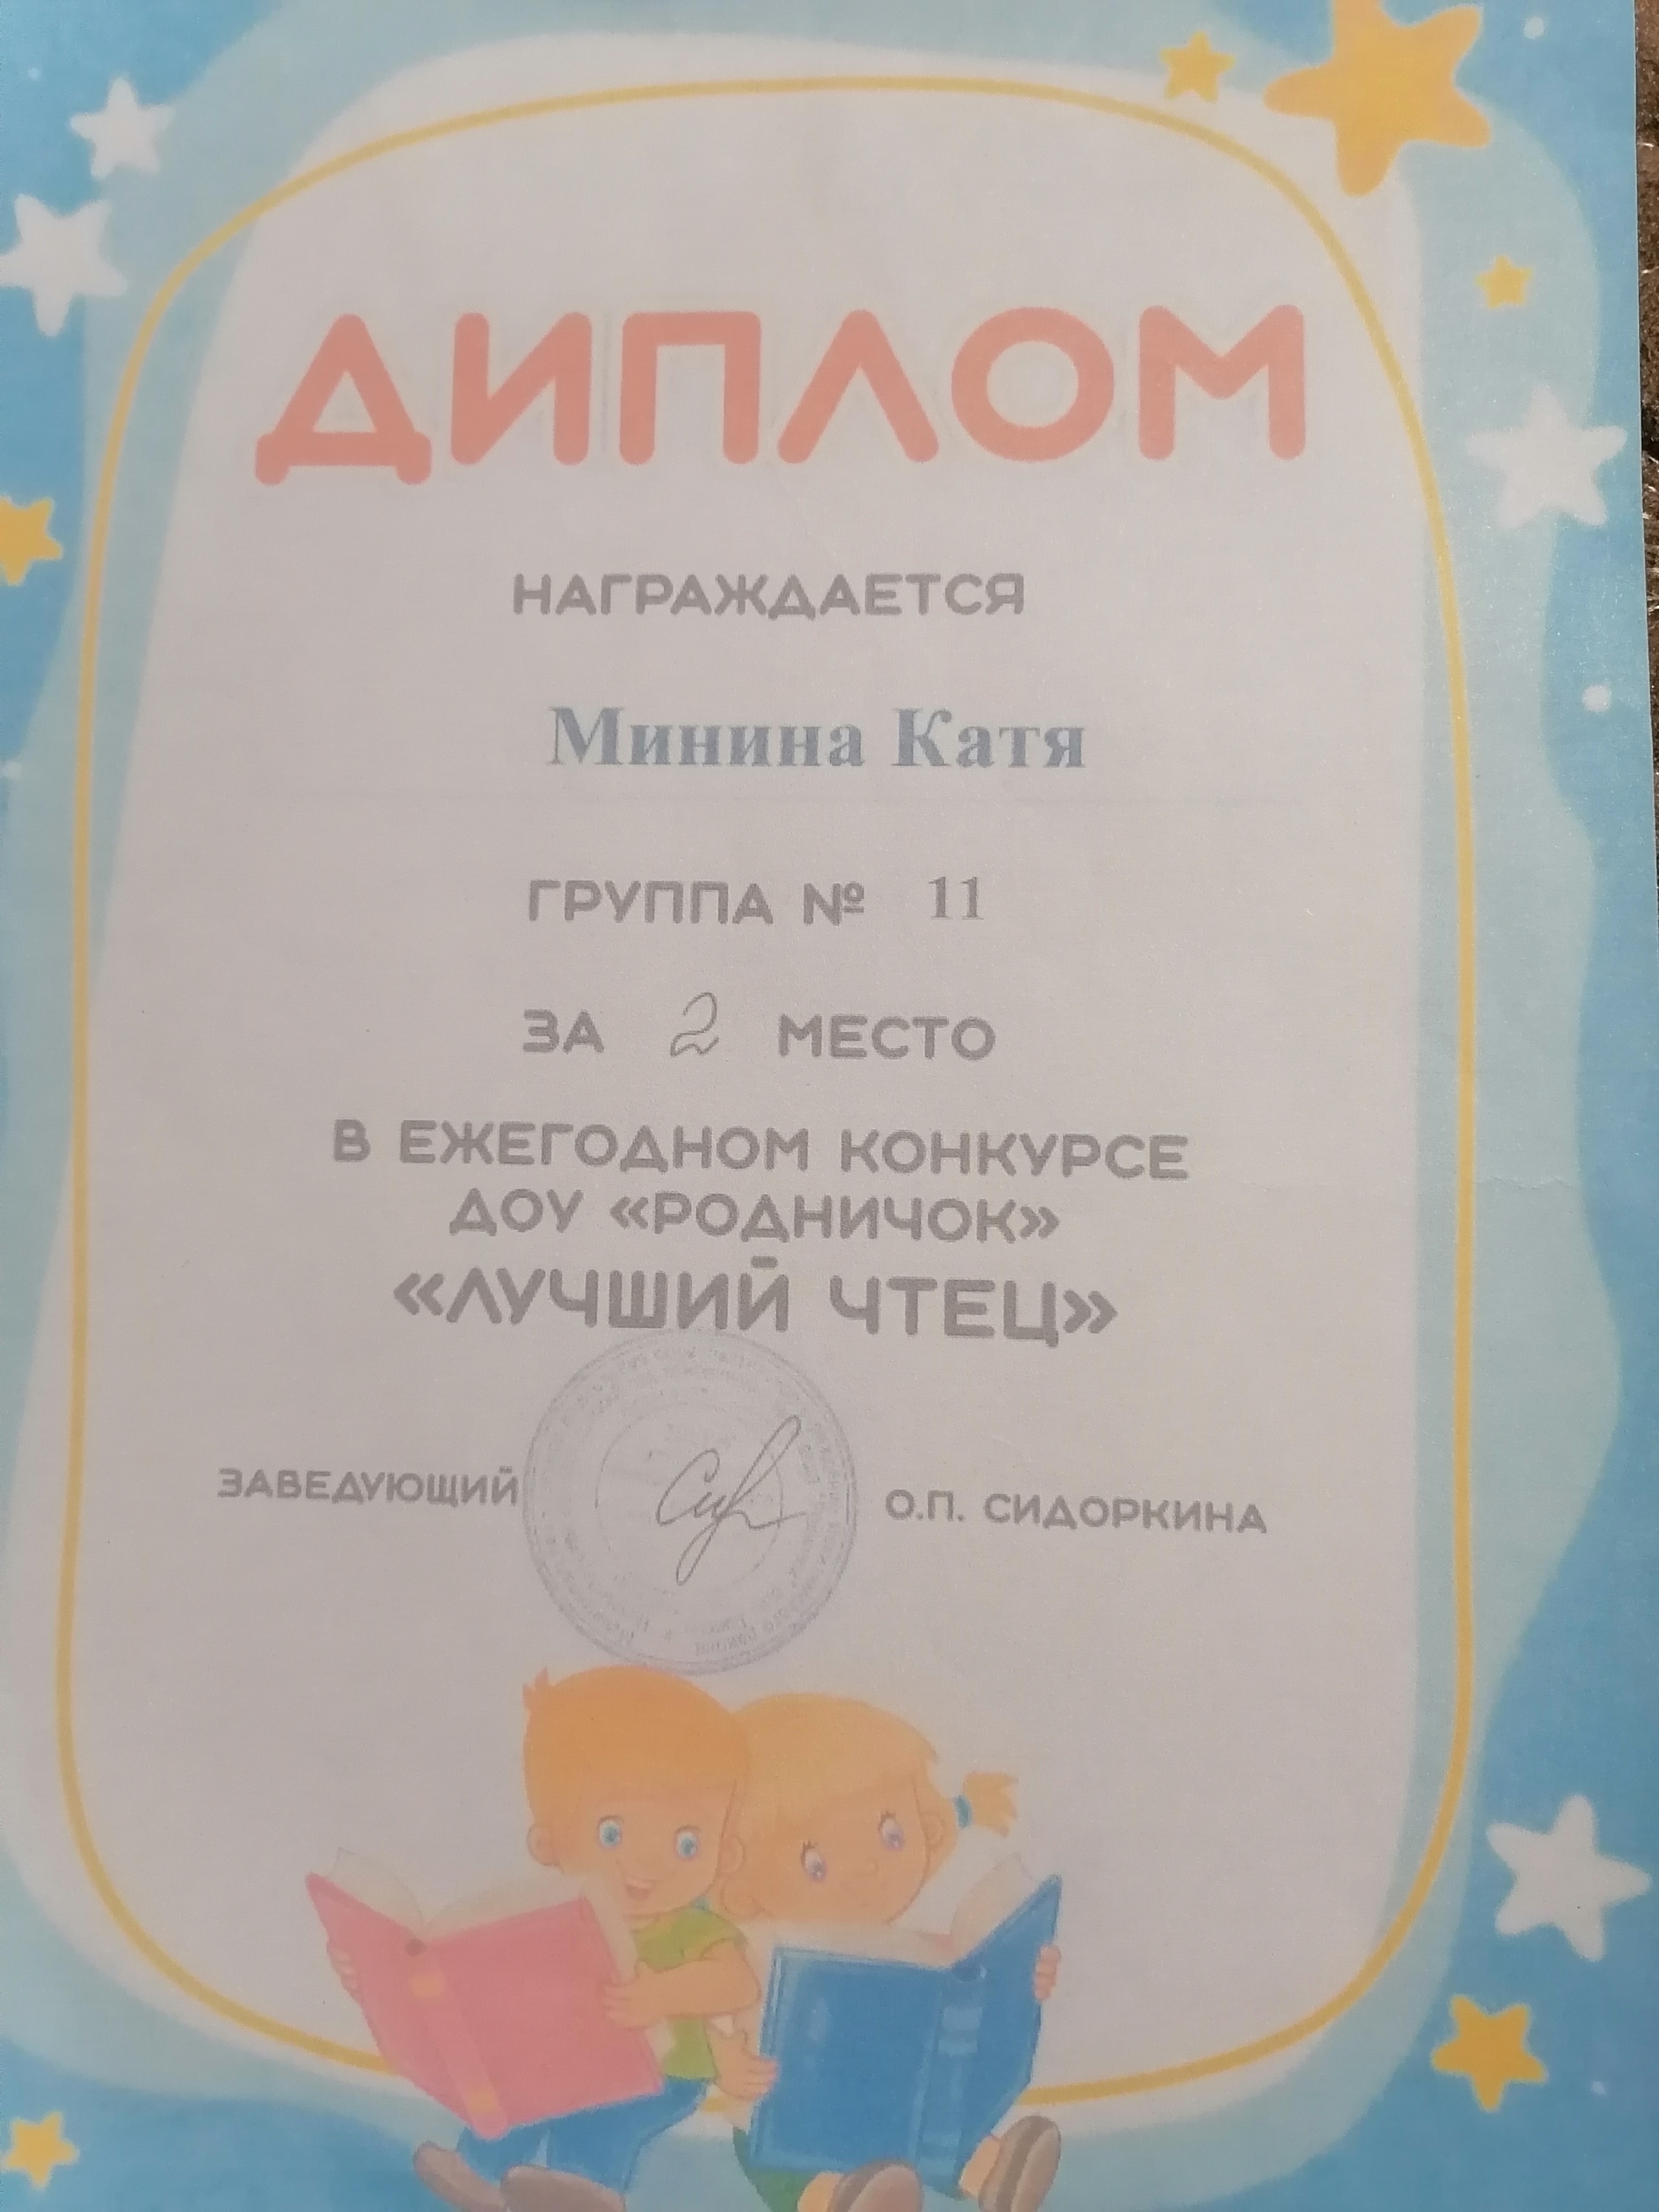 ДИПЛОМ
НАГРАЖДАЕТСЯ
Минина Катя
ГРУППА № 11
ЗА 2 МЕСТО
В ЕЖЕГОДНОМ КОНКУРСЕ
ДОУ «РОДНИЧОК»
«ЛУЧШИЙ ЧТЕЦ»
ЗАВЕДУЮЩИЙ О.П. СИДОРКИНА